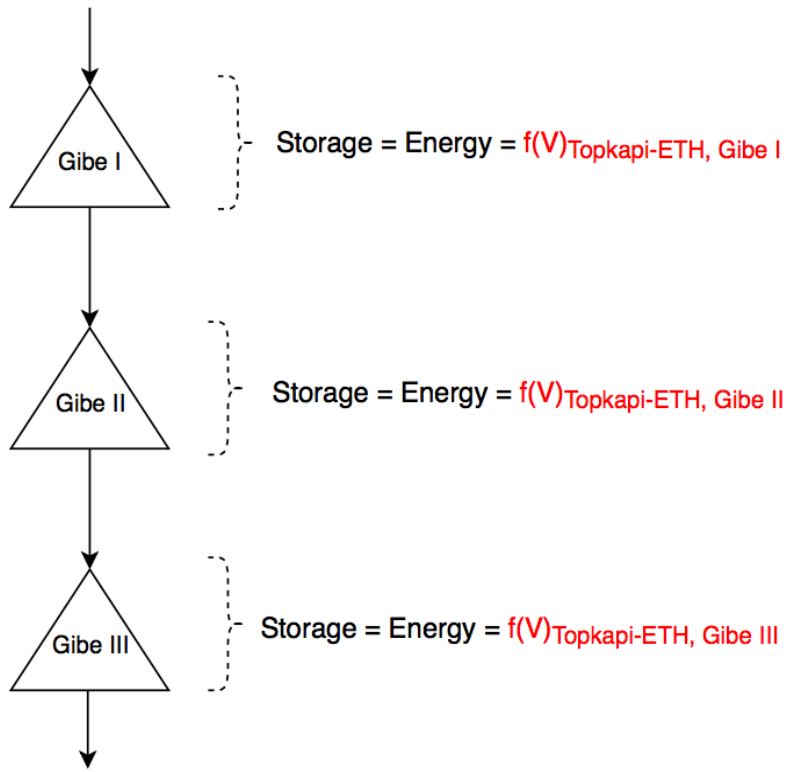 Gibe I
Storage = Energy = f(V)Topkapi-ETH, Gibe I
Gibe II
Storage = Energy = f(V)Topkapi-ETH, Gibe II
Gibe III
Storage = Energy = f(V)Topkapi-ETH, Gibe III